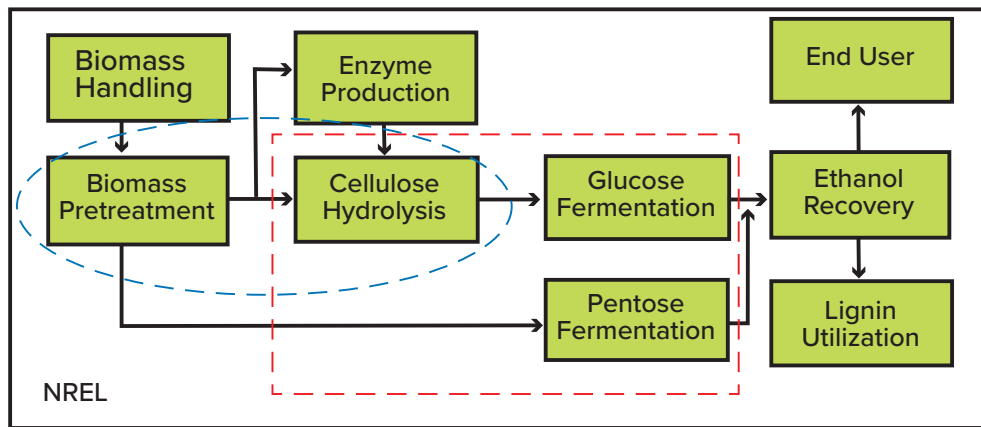 Biomass
Handling
Enzyme
Production
End User
Biomass
Pretreatment
Cellulose
Hydrolysis
Glucose
Fermentation
Ethanol
Recovery
Pentose
Fermentation
Lignin
Utilization
NREL